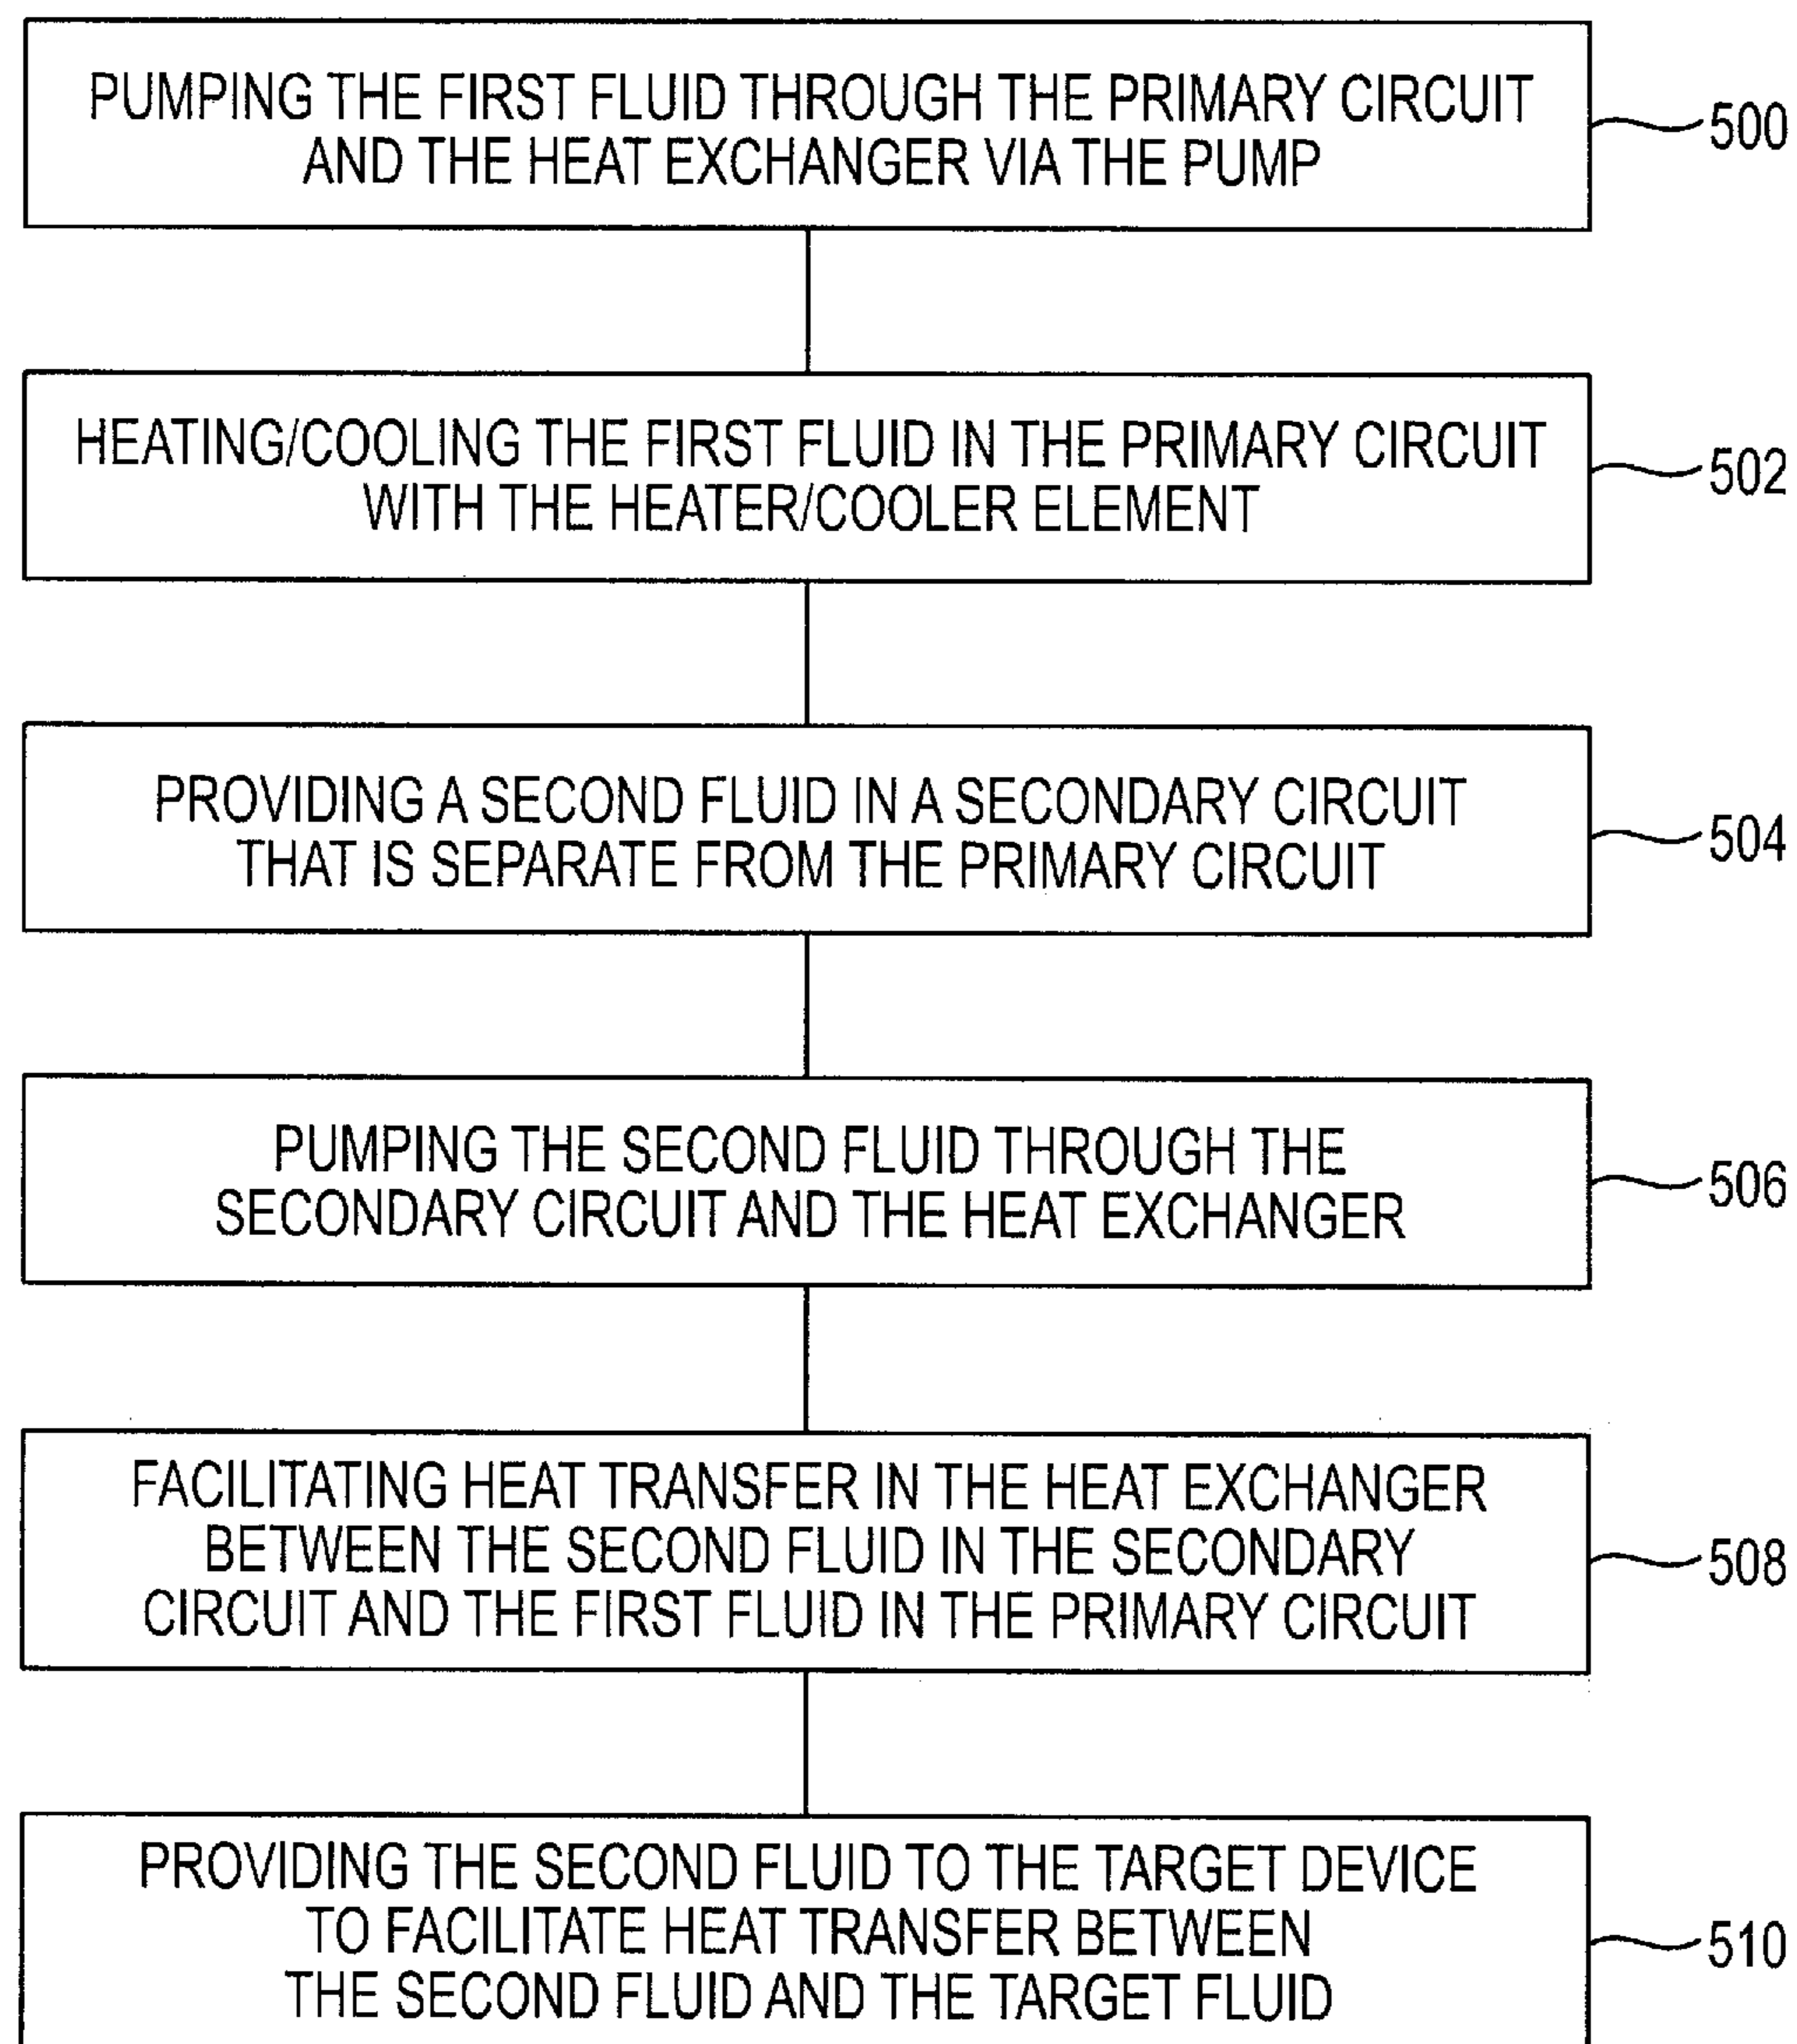 PUMPING THE FIRST FLUID THROUGH THE PRIMARY CIRCUIT
AND THE HEAT EXCHANGER VIA THE PUMP
500
HEATING/COOLING THE FIRST FLUID IN THE PRIMARY CIRCUIT
WITH THE HEATER/COOLER ELEMENT
502
PROVIDING A SECOND FLUID IN A SECONDARY CIRCUIT
THAT IS SEPARATE FROM THE PRIMARY CIRCUIT
504
PUMPING THE SECOND FLUID THROUGH THE
SECONDARY CIRCUIT AND THE HEAT EXCHANGER
506
FACILITATING HEAT TRANSFER IN THE HEAT EXCHANGER
BETWEEN THE SECOND FLUID IN THE SECONDARY
CIRCUIT AND THE FIRST FLUID IN THE PRIMARY CIRCUIT
508
PROVIDING THE SECOND FLUID TO THE TARGET DEVICE
TO FACILITATE HEAT TRANSFER BETWEEN
THE SECOND FLUID AND THE TARGET FLUID
510